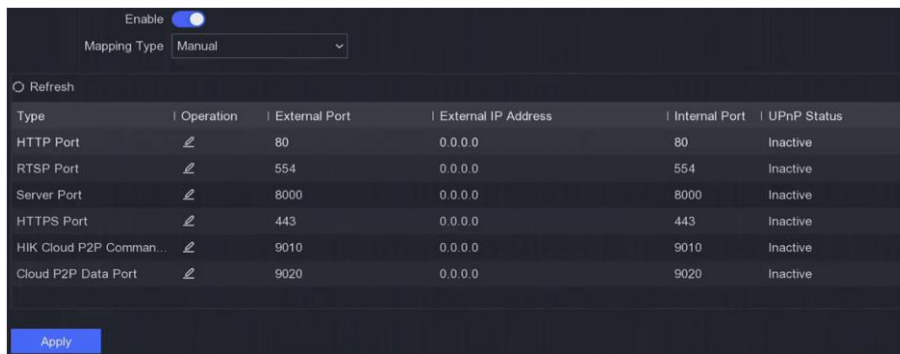 Enable
Mapping Type Manual
Refresh
Type Operation External Port External IP Address Internal Port UPnP Status
HTTP Port 80 0.0.0.0 80 Inactive
RTSP Port 554 0.0.0.0 554 Inactive
Server Port 8000 0.0.0.0 8000 Inactive
HTTPS Port 443 0.0.0.0 443 Inactive
HIK Cloud P2P Comman... 9010 0.0.0.0 9010 Inactive
Cloud P2P Data Port 9020 0.0.0.0 9020 Inactive
Apply